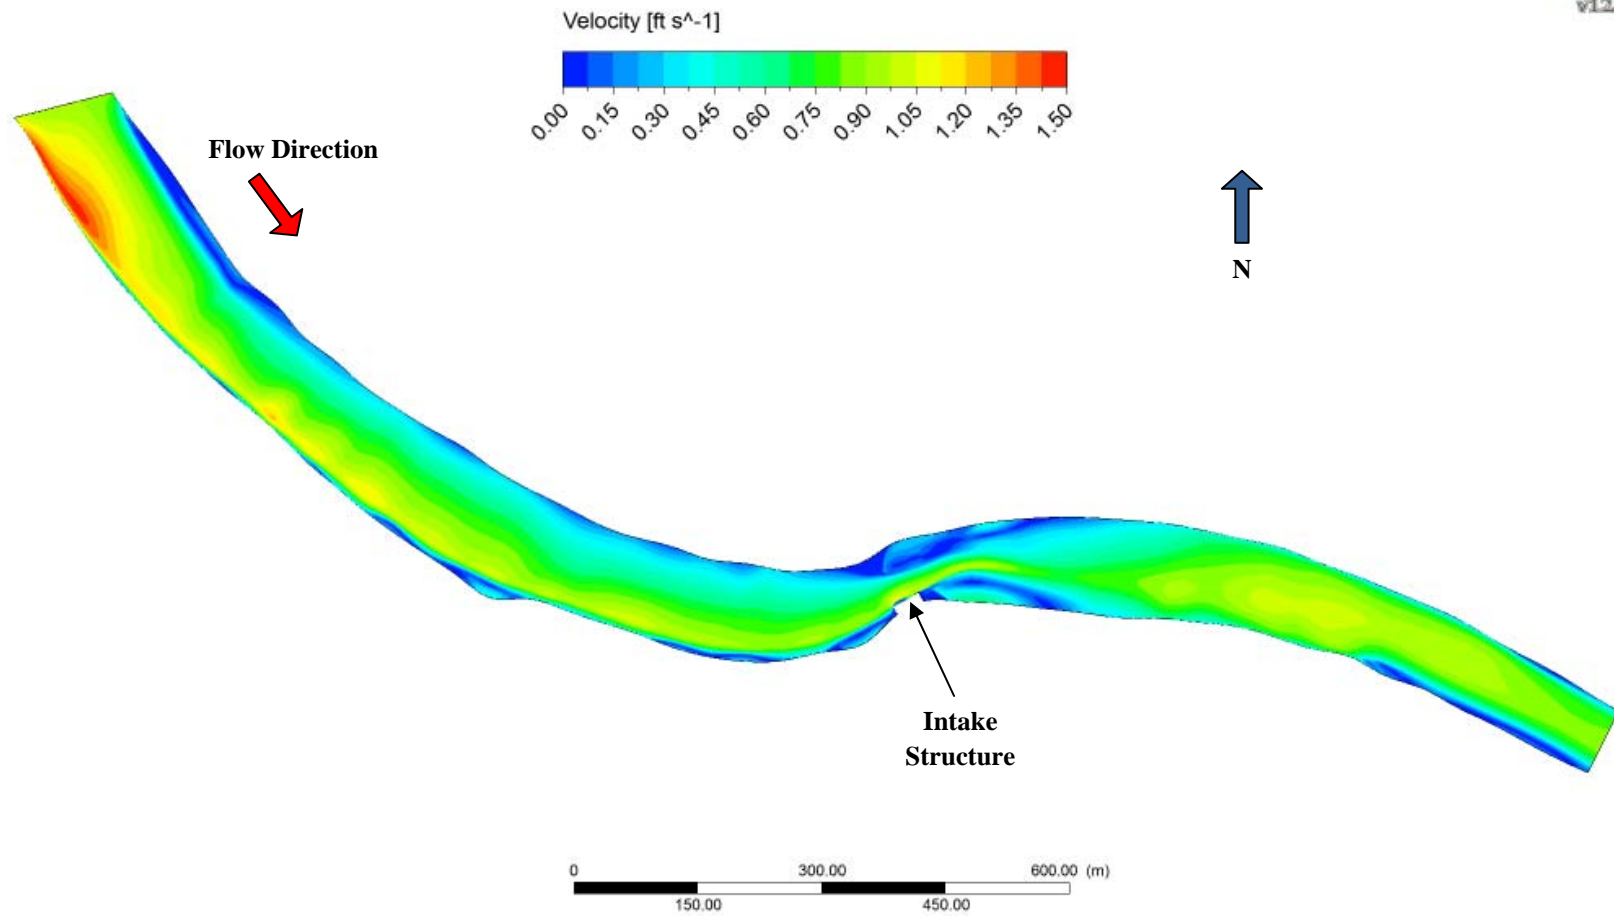 Velocity [ft s^-1]
0.00 0.15 0.30 0.45 0.60 0.75 0.90 1.05 1.20 1.35 1.50
Flow Direction
N
Intake
Structure
0 300.00 600.00 (m)
150.00 450.00